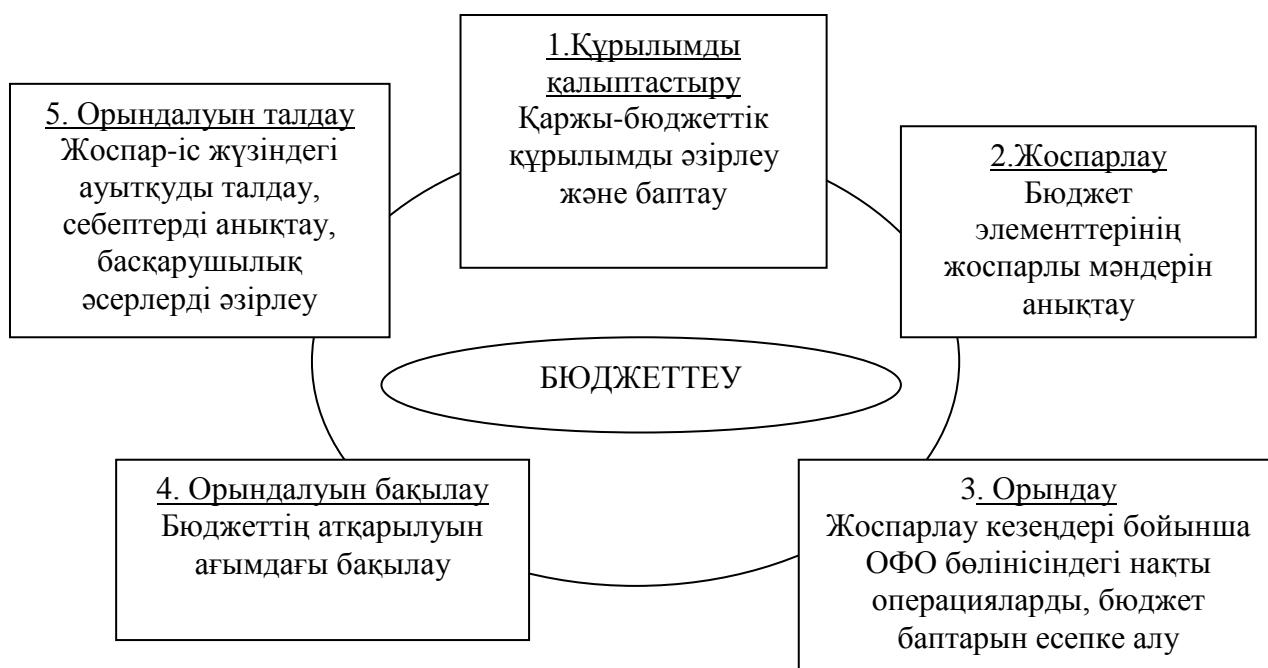 1.Құрылымды
қалыптастыру
Қаржы-бюджеттік
құрылымды әзірлеу
және баптау
2.Жоспарлау
Бюджет
элементтерінің
жоспарлы мәндерін
анықтау
3. Орындау
Жоспарлау кезеңдері бойынша
ОФО бөлінісіндегі нақты
операцияларды, бюджет
баптарын есепке алу
4. Орындалуын бақылау
Бюджеттің атқарылуын
ағымдағы бақылау
5. Орындалуын талдау
Жоспар-іс жүзіндегі
ауытқуды талдау,
себептерді анықтау,
басқарушылық
әсерлерді әзірлеу
БЮДЖЕТТЕУ